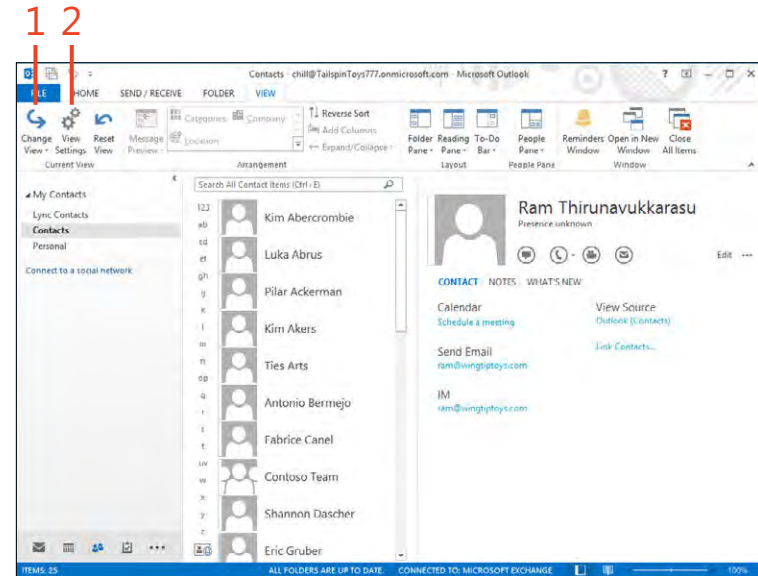 1 2
Contacts - chill@TailspinToys777.onmicrosoft.com - Microsoft Outlook
FILE HOME SEND / RECEIVE FOLDER VIEW
Change View View Settings Reset View
Message Preview
Categories Company
Location
Reverse Sort
Add Columns
Expand/Collapse
Folder Pane Reading Pane To-Do Bar
People Pane
Reminders Window Open in New Window Close All Items
Current View Arrangement Layout People Pane Window
My Contacts
Lync Contacts
Contacts
Personal
Connect to a social network
Search All Contact Items (Ctrl+E)
123
ab
cd
ef
gh
ij
k
l
m
n
op
q
r
s
t
uv
w
x
y
z
Kim Abercrombie
Luka Abrus
Pilar Ackerman
Kim Akers
Ties Arts
Antonio Bermejo
Fabrice Canel
Contoso Team
Shannon Dascher
Eric Gruber
Ram Thirunavukkarasu
Presence unknown
Edit
CONTACT NOTES WHAT'S NEW
Calendar
Schedule a meeting
View Source
Outlook (Contacts)
Send Email
ram@wingtiptoys.com
Link Contacts...
IM
ram@wingtiptoys.com
ITEMS: 25 ALL FOLDERS ARE UP TO DATE. CONNECTED TO: MICROSOFT EXCHANGE 100%